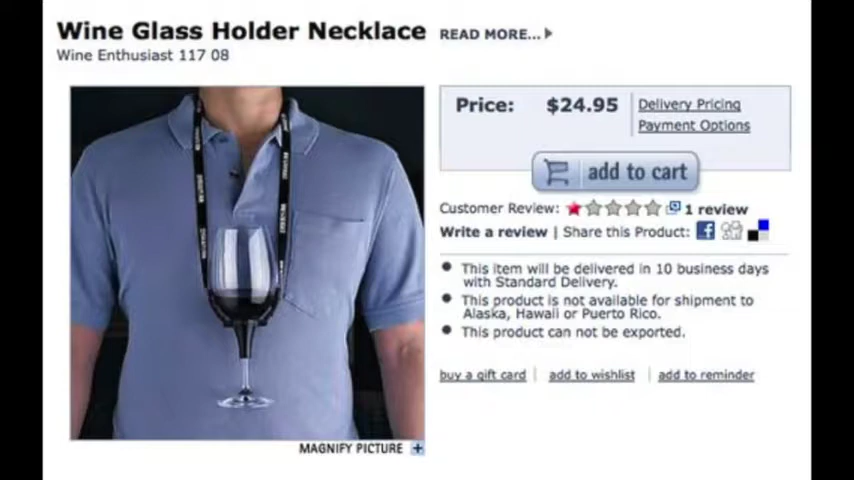 Wine Glass Holder Necklace READ MORE...
Wine Enthusiast 117 08
Price: $24.95 Delivery Pricing
Payment Options
add to cart
Customer Review: 1 review
Write a review | Share this Product:
This item will be delivered in 10 business days
with Standard Delivery.
This product is not available for shipment to
Alaska, Hawaii or Puerto Rico.
This product can not be exported.
buy a gift card | add to wishlist | add to reminder
MAGNIFY PICTURE +